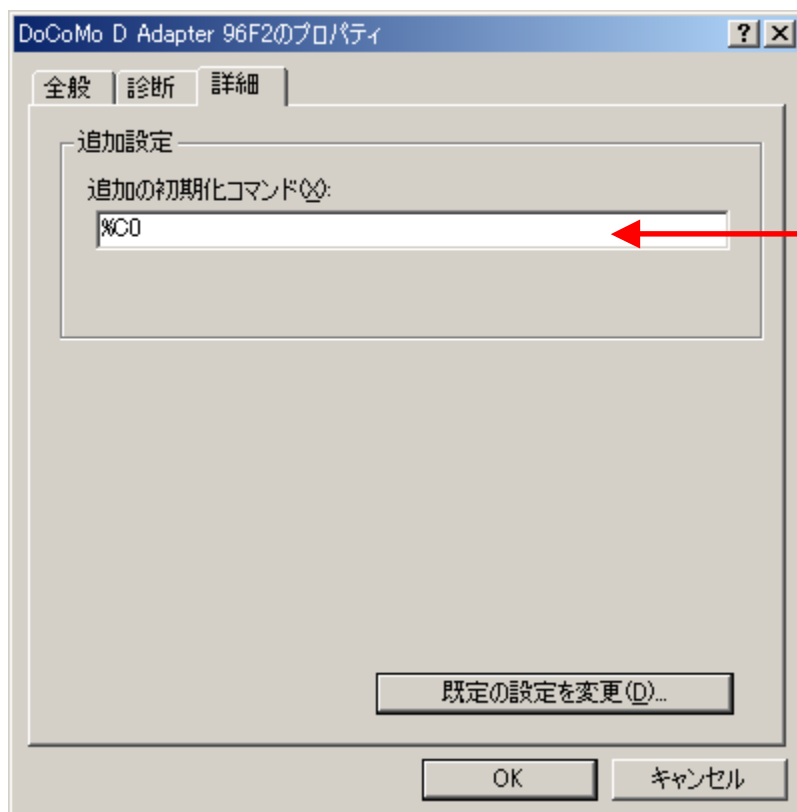 DoCoMo D Adapter 96F2のプロパティ
全般 診断 詳細
追加設定
追加の初期化コマンド(X):
%C0
既定の設定を変更(D)...
OK キャンセル